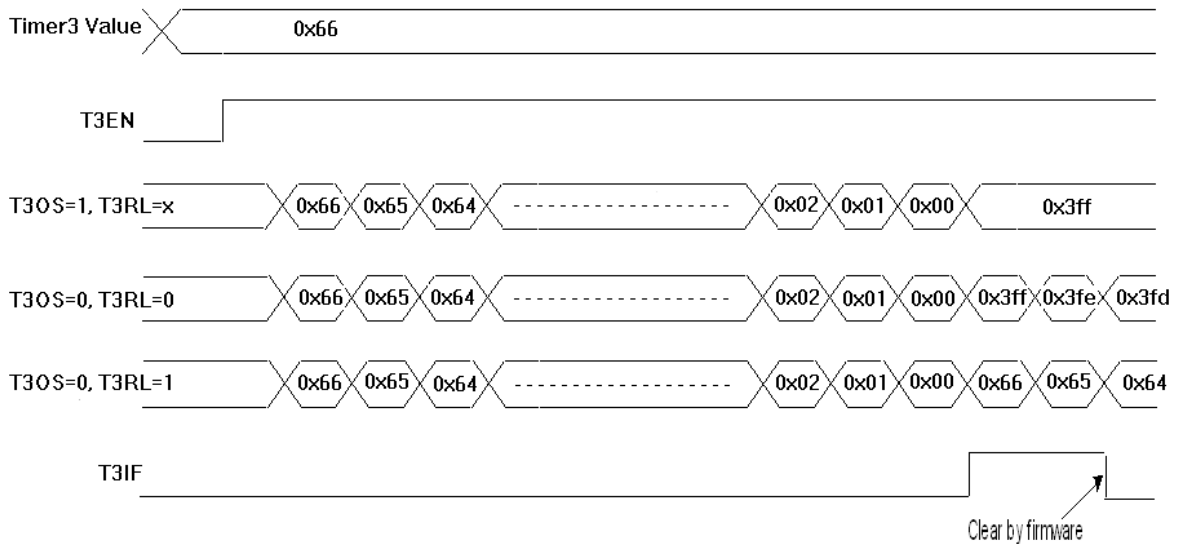 Timer3 Value 0x66
T3EN
T3OS=1, T3RL=x 0x66 0x65 0x64 0x02 0x01 0x00 0x3ff
T3OS=0, T3RL=0 0x66 0x65 0x64 0x02 0x01 0x00 0x3ff 0x3fe 0x3fd
T3OS=0, T3RL=1 0x66 0x65 0x64 0x02 0x01 0x00 0x66 0x65 0x64
T3IF
Clear by firmware